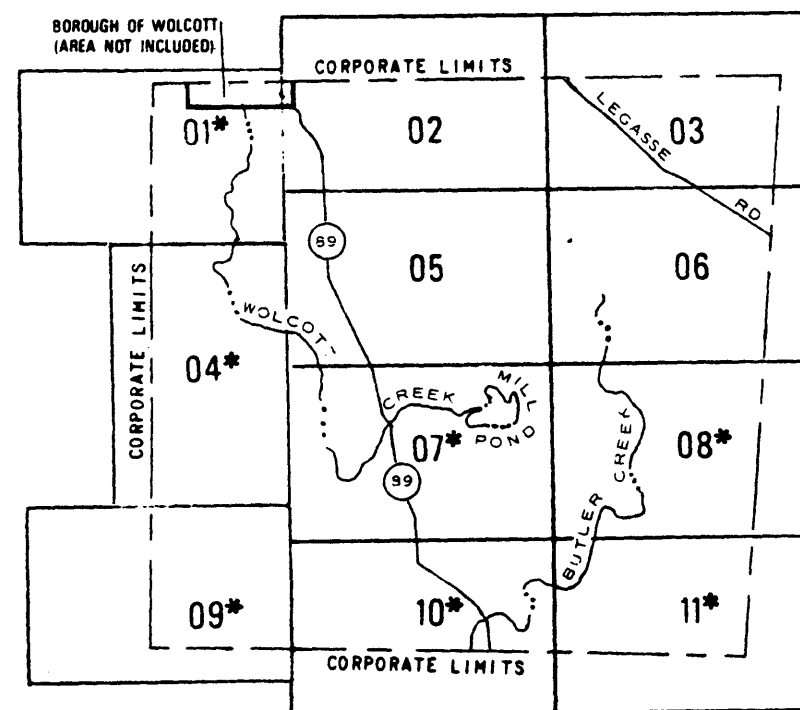 BOROUGH OF WOLCOTT
(AREA NOT INCLUDED)
CORPORATE LIMITS
01*
02
03
LEGASSE RD
89
05
06
CORPORATE LIMITS
WOLCOTT
04*
CREEK
MILL POND
07*
08*
BUTLER CREEK
99
09*
10*
11*
CORPORATE LIMITS